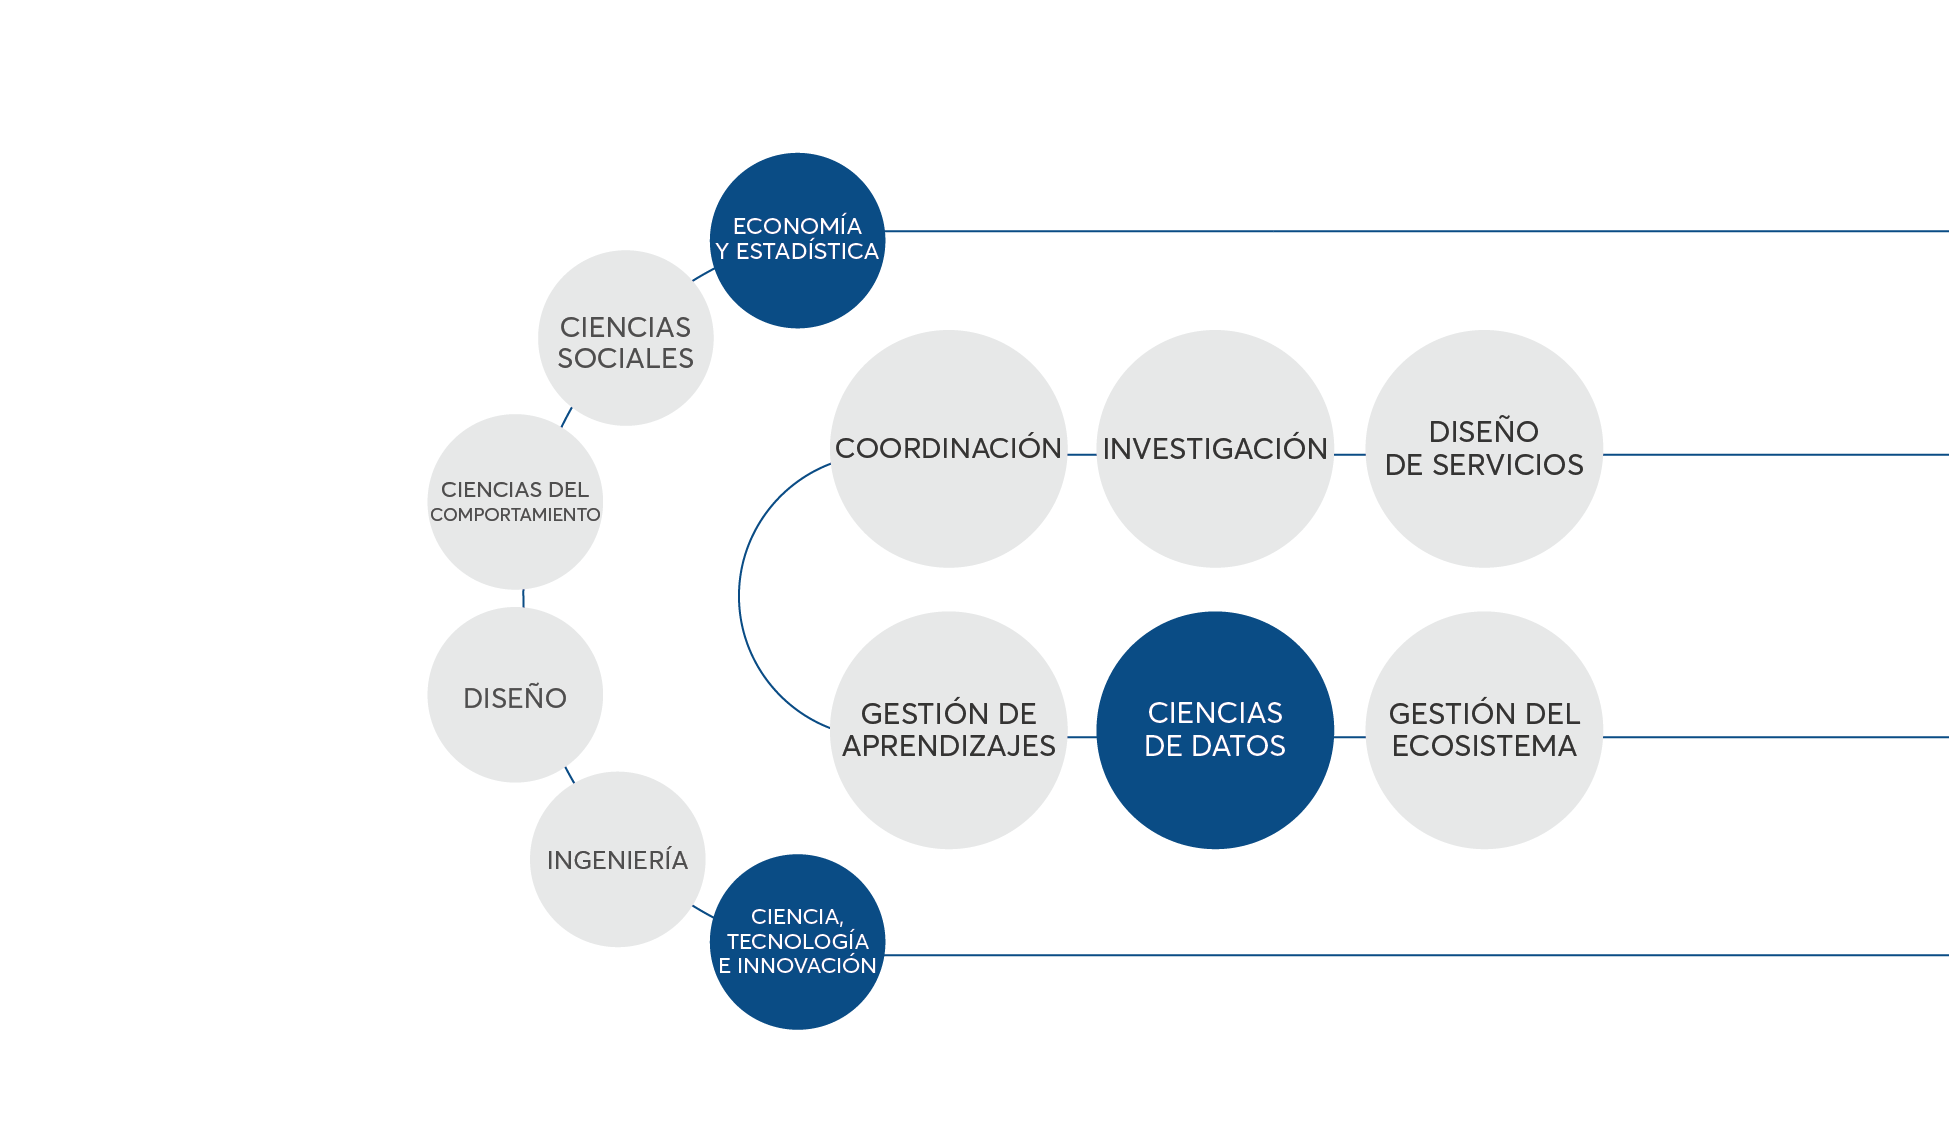 ECONOMÍA
Y ESTADÍSTICA
CIENCIAS
SOCIALES
CIENCIAS DEL
COMPORTAMIENTO
DISEÑO
INGENIERÍA
CIENCIA,
TECNOLOGÍA
E INNOVACIÓN
COORDINACIÓN
INVESTIGACIÓN
DISEÑO
DE SERVICIOS
GESTIÓN DE
APRENDIZAJES
CIENCIAS
DE DATOS
GESTIÓN DEL
ECOSISTEMA